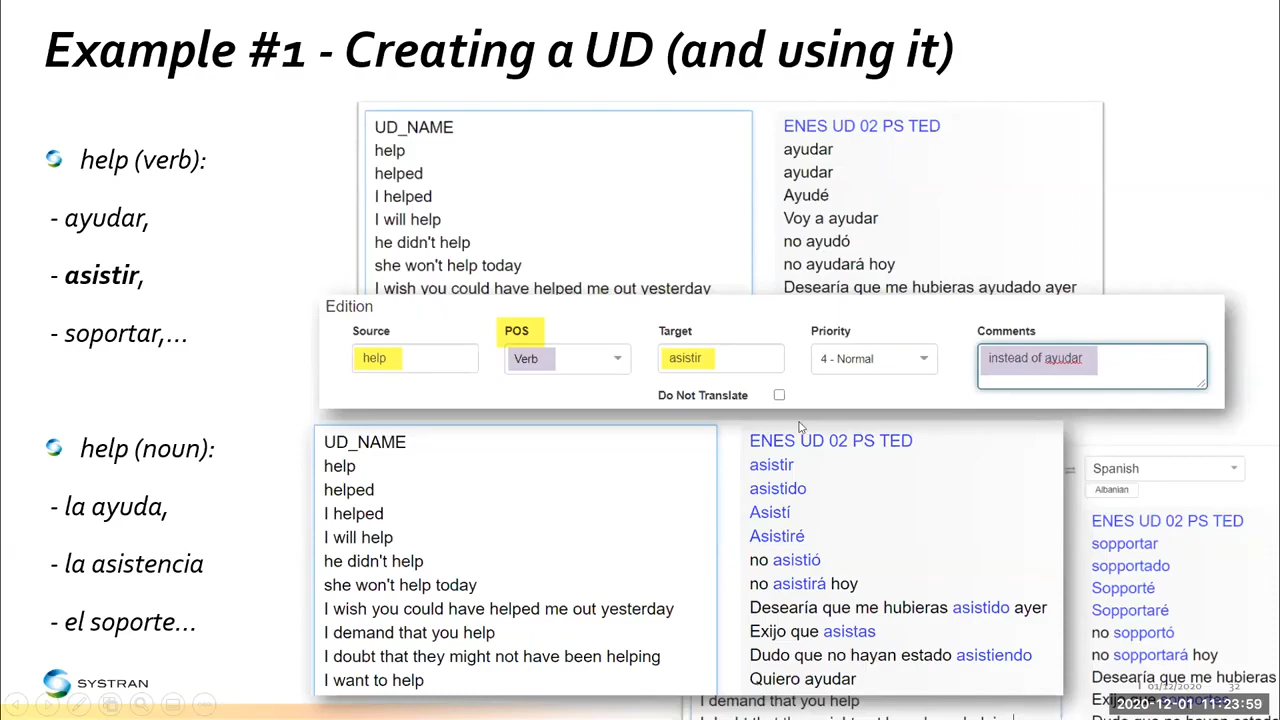 Example #1 - Creating a UD (and using it)
help (verb):
- ayudar,
- asistir,
- soportar,...
help (noun):
- la ayuda,
- la asistencia
- el soporte...
SYSTRAN
UD_NAME
help
helped
I helped
I will help
he didn't help
she won't help today
I wish you could have helped me out yesterday
ENES UD 02 PS TED
ayudar
ayudar
Ayudé
Voy a ayudar
no ayudó
no ayudará hoy
Desearía que me hubieras ayudado ayer
Edition
Source
POS
Target
Priority
Comments
help
Verb
asistir
4 - Normal
instead of ayudar
Do Not Translate
UD_NAME
help
helped
I helped
I will help
he didn't help
she won't help today
I wish you could have helped me out yesterday
I demand that you help
I doubt that they might not have been helping
I want to help
ENES UD 02 PS TED
asistir
asistido
Asistí
Asistiré
no asistió
no asistirá hoy
Desearía que me hubieras asistido ayer
Exijo que asistas
Dudo que no hayan estado asistiendo
Quiero ayudar
Spanish
Albanian
ENES UD 02 PS TED
sopportar
sopportado
Sopporté
Sopportaré
no sopportó
no sopportará hoy
Desearía que me hubieras
Exijo que
I demand that you help
01/12/2020
32
2020-12-01 11:23:59